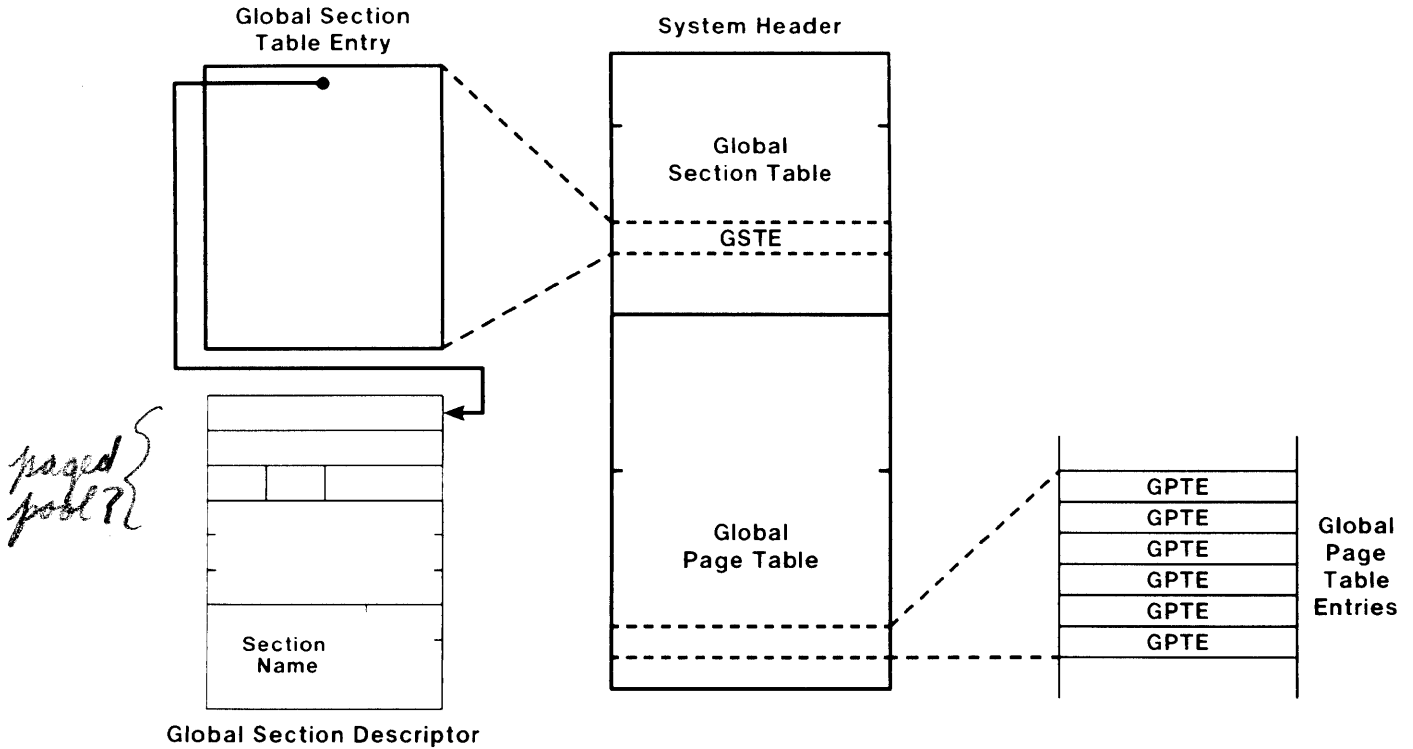 Global Section
Table Entry
System Header
Global
Section Table
GSTE
paged
pool?
Global
Page Table
GPTE
GPTE
GPTE
GPTE
GPTE
GPTE
Global
Page
Table
Entries
Section
Name
Global Section Descriptor